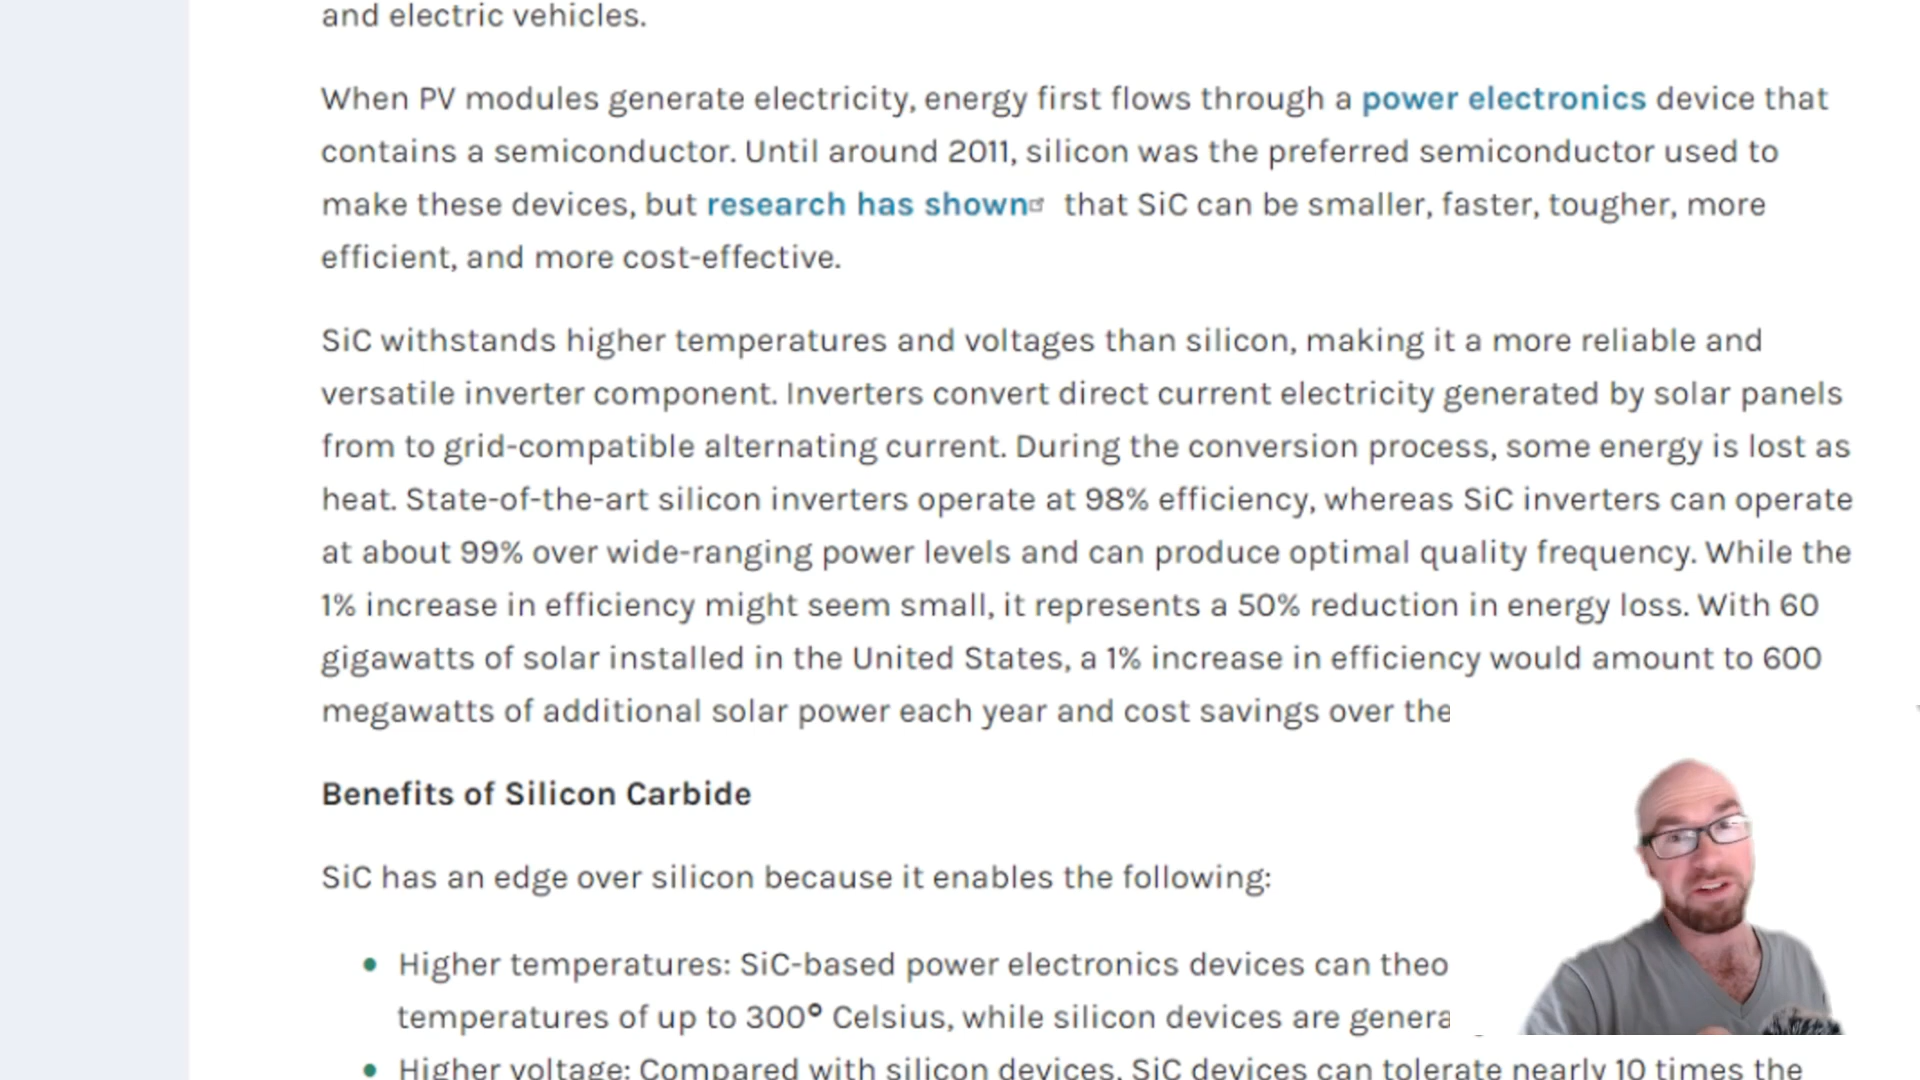 and electric vehicles.
When PV modules generate electricity, energy first flows through a power electronics device that
contains a semiconductor. Until around 2011, silicon was the preferred semiconductor used to
make these devices, but research has shown that SiC can be smaller, faster, tougher, more
efficient, and more cost-effective.
SiC withstands higher temperatures and voltages than silicon, making it a more reliable and
versatile inverter component. Inverters convert direct current electricity generated by solar panels
from to grid-compatible alternating current. During the conversion process, some energy is lost as
heat. State-of-the-art silicon inverters operate at 98% efficiency, whereas SiC inverters can operate
at about 99% over wide-ranging power levels and can produce optimal quality frequency. While the
1% increase in efficiency might seem small, it represents a 50% reduction in energy loss. With 60
gigawatts of solar installed in the United States, a 1% increase in efficiency would amount to 600
megawatts of additional solar power each year and cost savings over the
Benefits of Silicon Carbide
SiC has an edge over silicon because it enables the following:
Higher temperatures: SiC-based power electronics devices can theo
temperatures of up to 300° Celsius, while silicon devices are genera
Higher voltage: Compared with silicon devices, SiC devices can tolerate nearly 10 times the